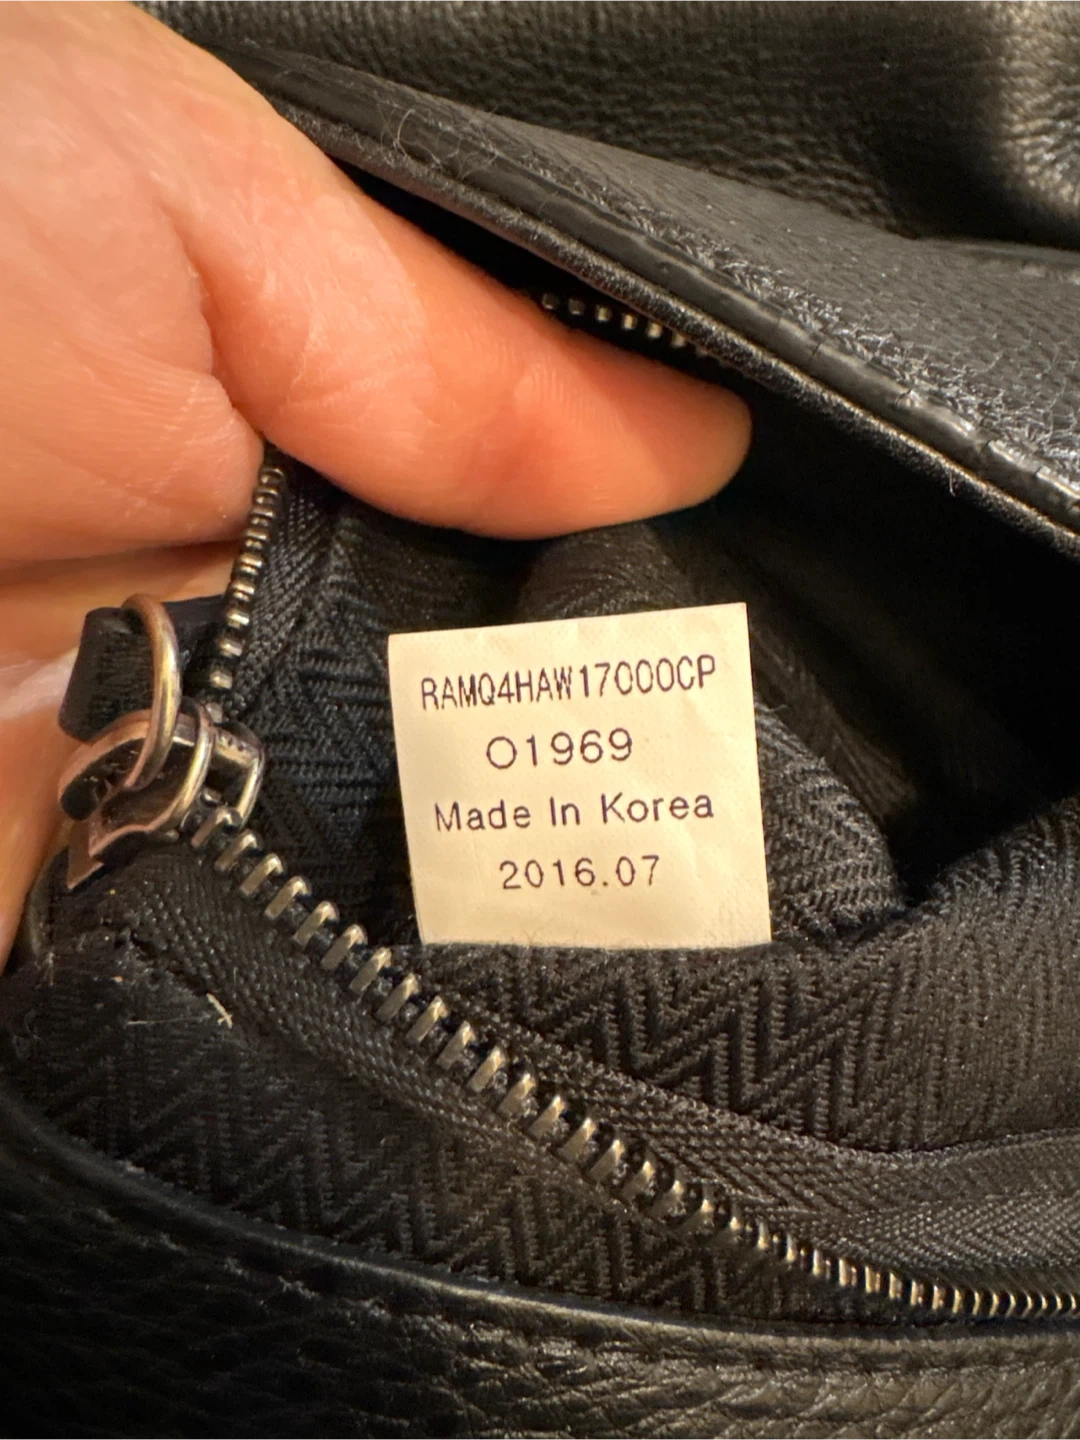 RAMQ4HAW17000CP
O1969
Made In Korea
2016.07